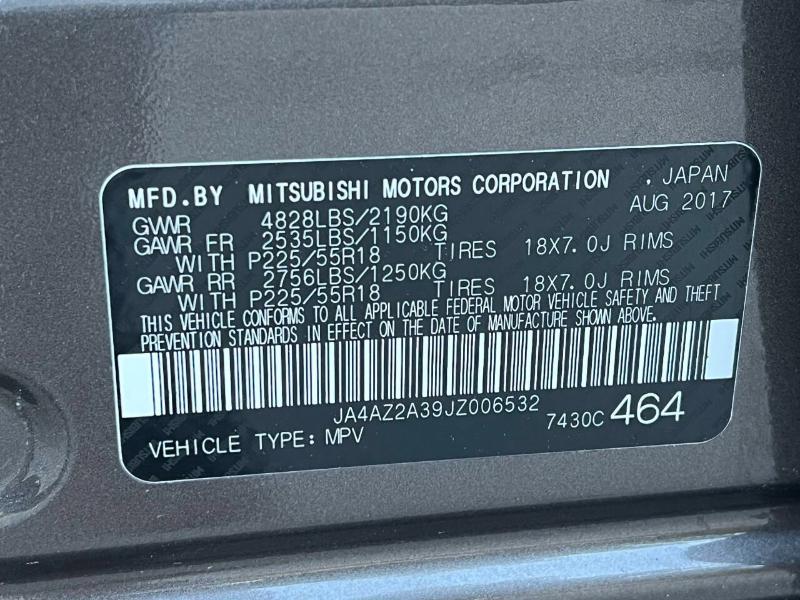 MFD.BY MITSUBISHI MOTORS CORPORATION , JAPAN
AUG 2017
GVWR 4828LBS/2190KG
GAWR FR 2535LBS/1150KG
WITH P225/55R18 TIRES 18X7.0J RIMS
GAWR RR 2756LBS/1250KG
WITH P225/55R18 TIRES 18X7.0J RIMS
THIS VEHICLE CONFORMS TO ALL APPLICABLE FEDERAL MOTOR VEHICLE SAFETY AND THEFT
PREVENTION STANDARDS IN EFFECT ON THE DATE OF MANUFACTURE SHOWN ABOVE.
JA4AZ2A39JZ006532
VEHICLE TYPE: MPV 7430C 464